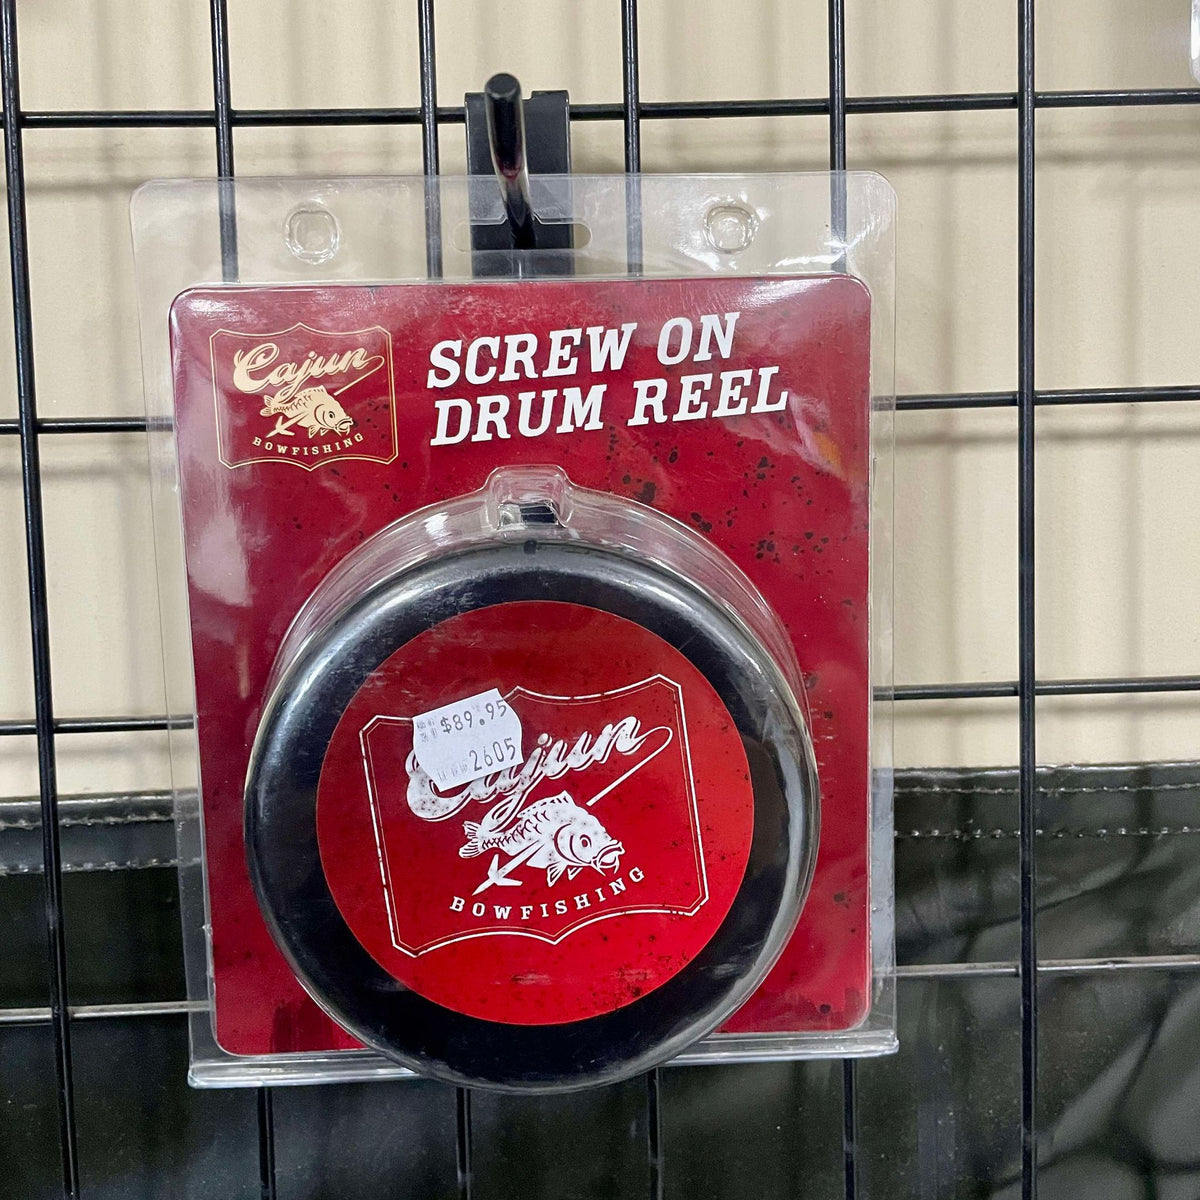 Cajun
BOWFISHING
SCREW ON
DRUM REEL
$89.95
2605
Cajun
BOWFISHING